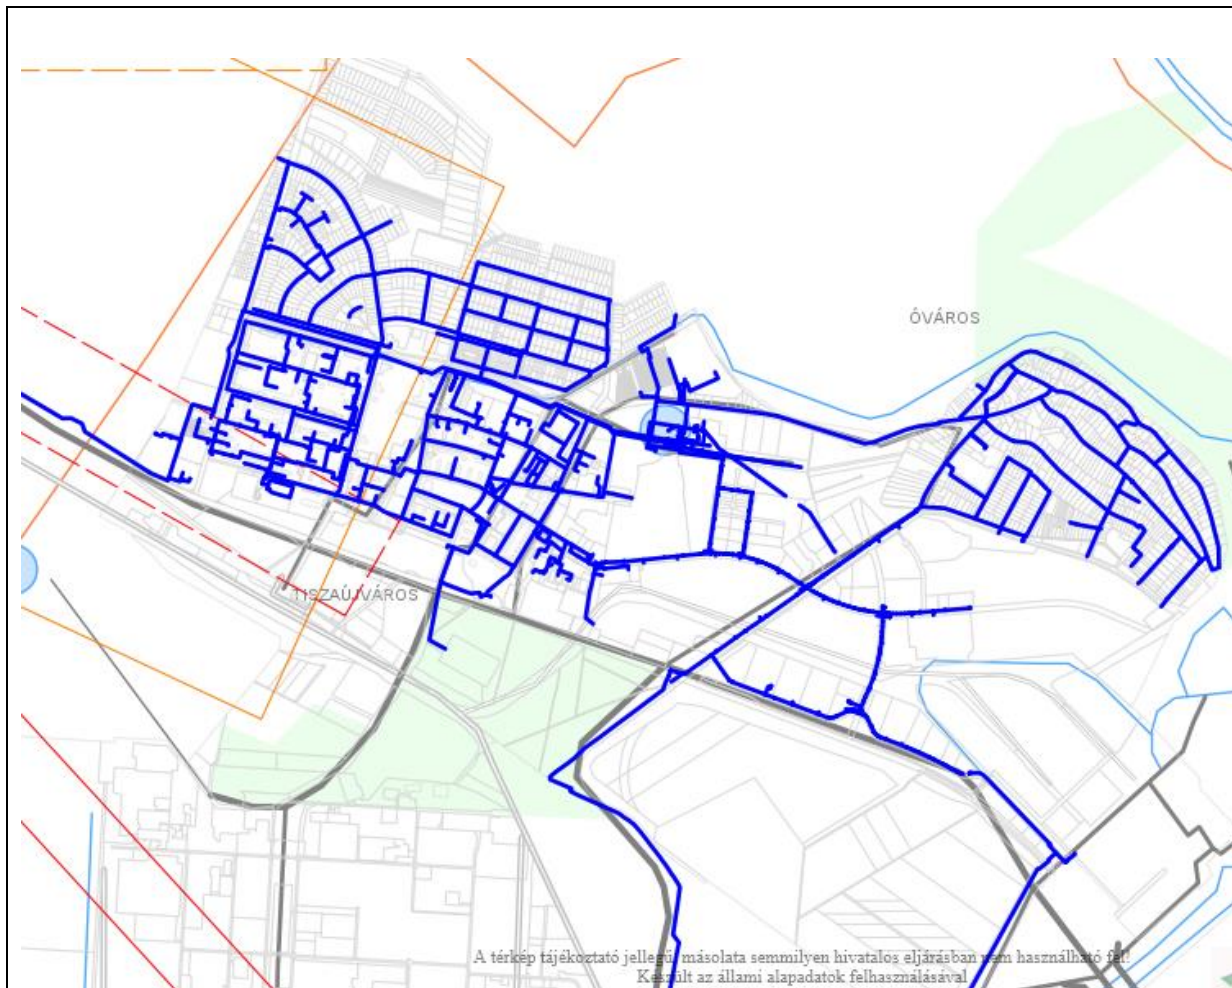 ÓVÁROS
TISZAÚJVÁROS
A térkép tájékoztató jellegű, másolata semmilyen hivatalos eljárásban nem használható fel!
Készült az állami alapadatok felhasználásával